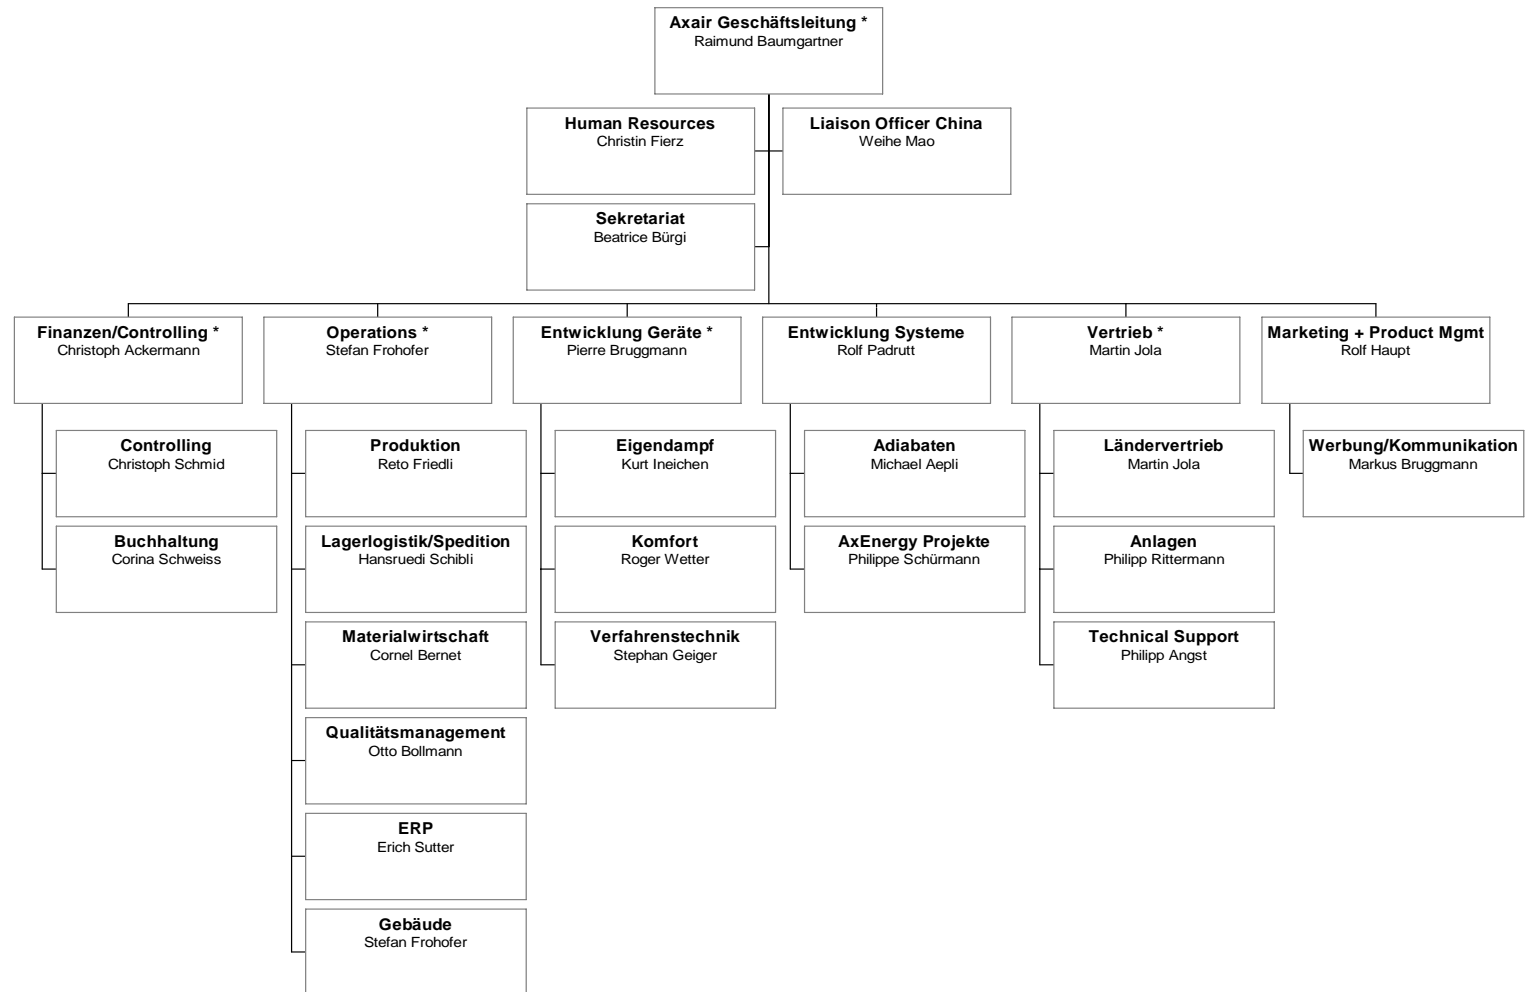 Axair Geschäftsleitung *
Raimund Baumgartner
Human Resources
Christin Fierz
Liaison Officer China
Weihe Mao
Sekretariat
Beatrice Bürgi
Finanzen/Controlling *
Christoph Ackermann
Operations *
Stefan Frohofer
Entwicklung Geräte *
Pierre Bruggmann
Entwicklung Systeme
Rolf Padrutt
Vertrieb *
Martin Jola
Marketing + Product Mgmt
Rolf Haupt
Controlling
Christoph Schmid
Buchhaltung
Corina Schweiss
Produktion
Reto Friedli
Lagerlogistik/Spedition
Hansruedi Schibli
Materialwirtschaft
Cornel Bernet
Qualitätsmanagement
Otto Bollmann
ERP
Erich Sutter
Gebäude
Stefan Frohofer
Eigendampf
Kurt Ineichen
Komfort
Roger Wetter
Verfahrenstechnik
Stephan Geiger
Adiabaten
Michael Aepli
AxEnergy Projekte
Philippe Schürmann
Ländervertrieb
Martin Jola
Anlagen
Philipp Rittermann
Technical Support
Philipp Angst
Werbung/Kommunikation
Markus Bruggmann